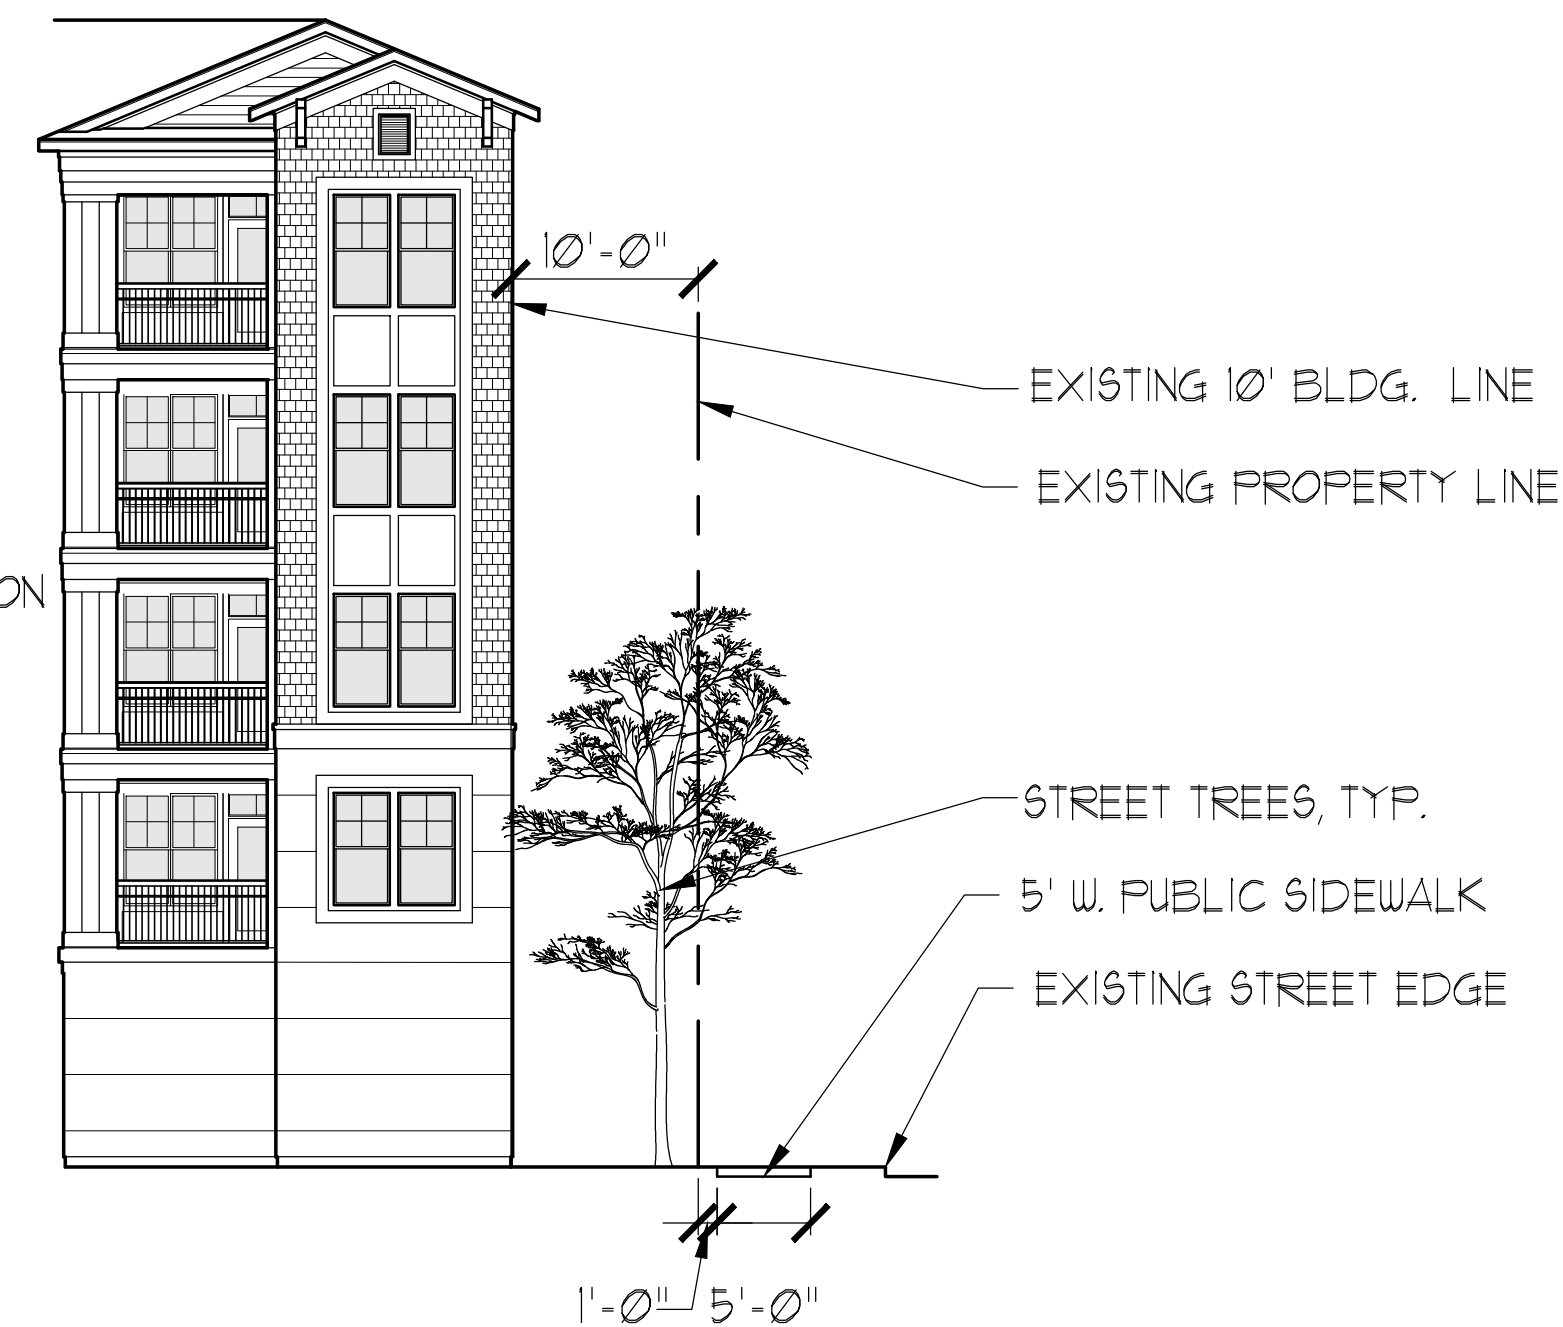 10'-0"
EXISTING 10' BLDG. LINE
EXISTING PROPERTY LINE
ON
STREET TREES, TYP.
5' W. PUBLIC SIDEWALK
EXISTING STREET EDGE
1'-0" 5'-0"